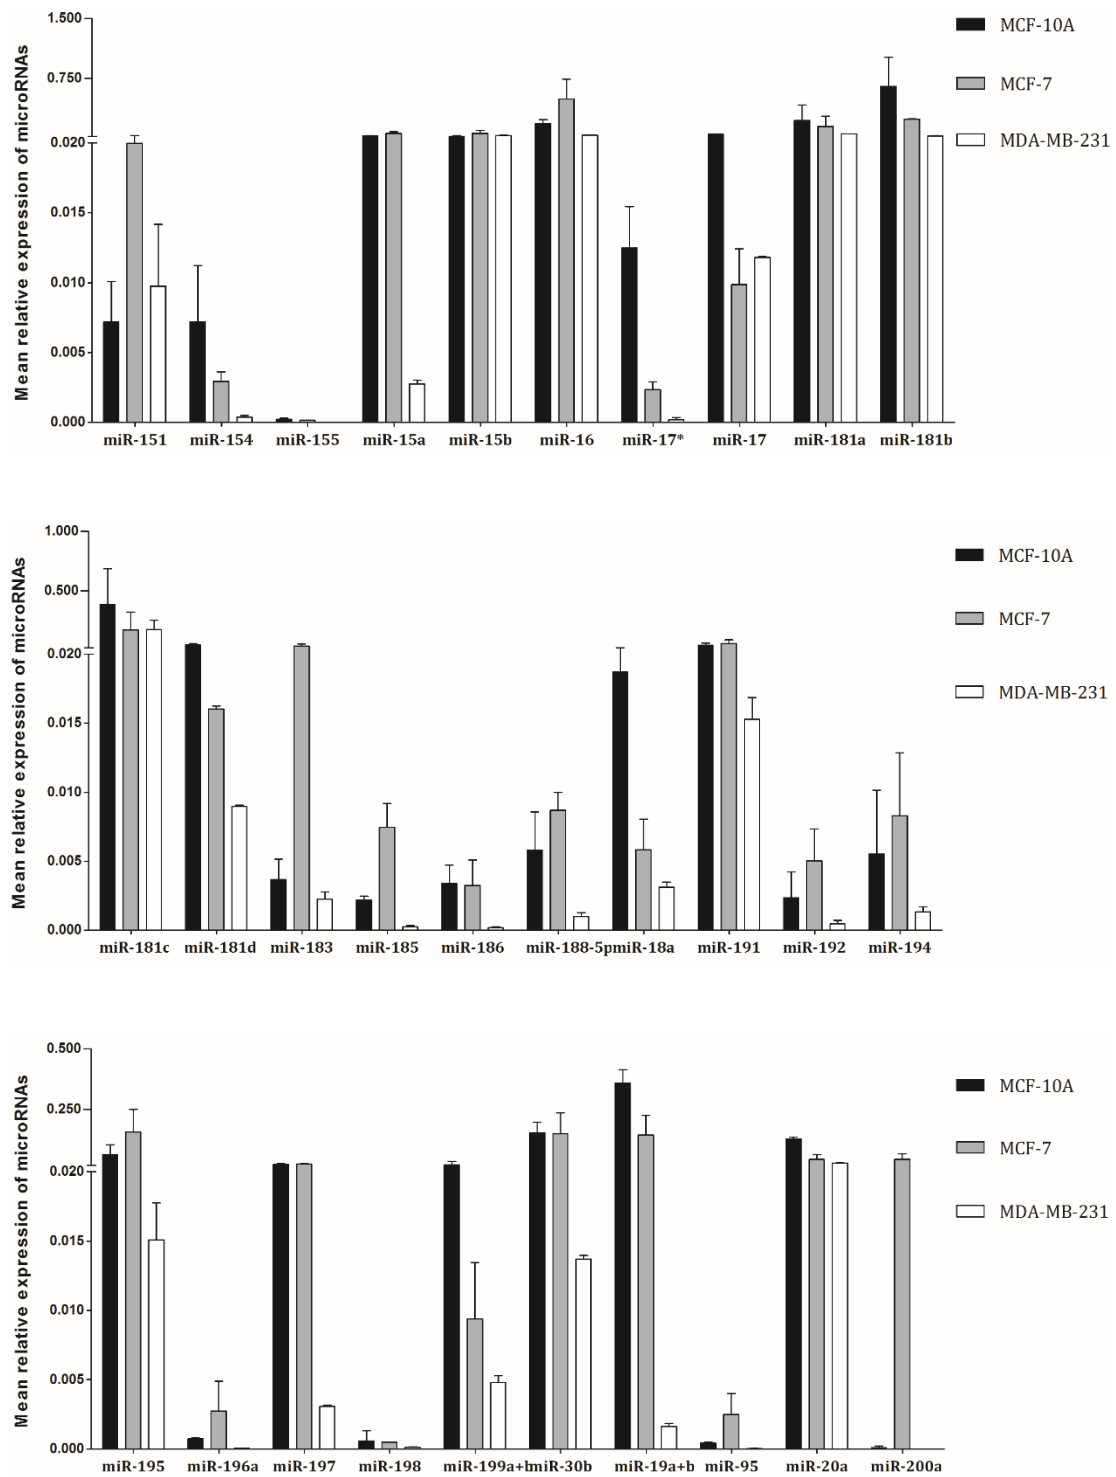 Mean relative expression of microRNAs
1.500
0.750
0.020
0.015
0.010
0.005
0.000
miR-151 miR-154 miR-155 miR-15a miR-15b miR-16 miR-17* miR-17 miR-181a miR-181b
MCF-10A
MCF-7
MDA-MB-231
Mean relative expression of microRNAs
1.000
0.500
0.020
0.015
0.010
0.005
0.000
miR-181c miR-181d miR-183 miR-185 miR-186 miR-188-5p miR-18a miR-191 miR-192 miR-194
MCF-10A
MCF-7
MDA-MB-231
Mean relative expression of microRNAs
0.500
0.250
0.020
0.015
0.010
0.005
0.000
miR-195 miR-196a miR-197 miR-198 miR-199a+b miR-30b miR-19a+b miR-95 miR-20a miR-200a
MCF-10A
MCF-7
MDA-MB-231